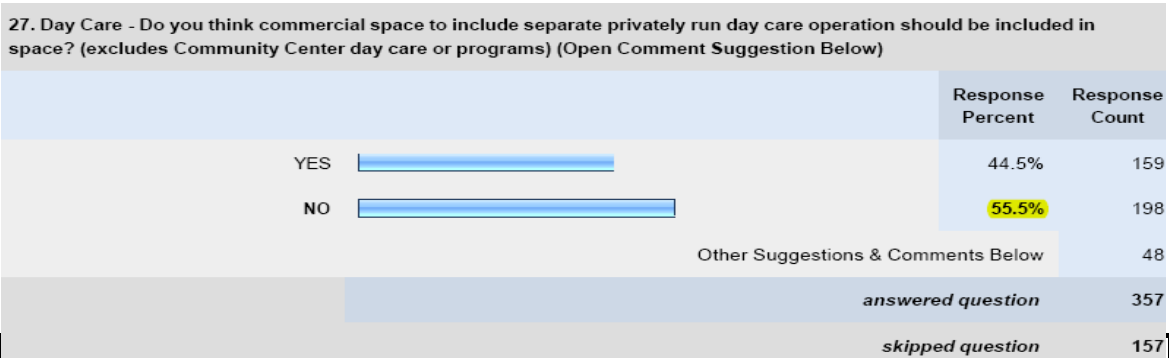 27. Day Care - Do you think commercial space to include separate privately run day care operation should be included in
space? (excludes Community Center day care or programs) (Open Comment Suggestion Below)
Response Response
Percent Count
YES 44.5% 159
NO 55.5% 198
Other Suggestions & Comments Below 48
answered question 357
skipped question 157